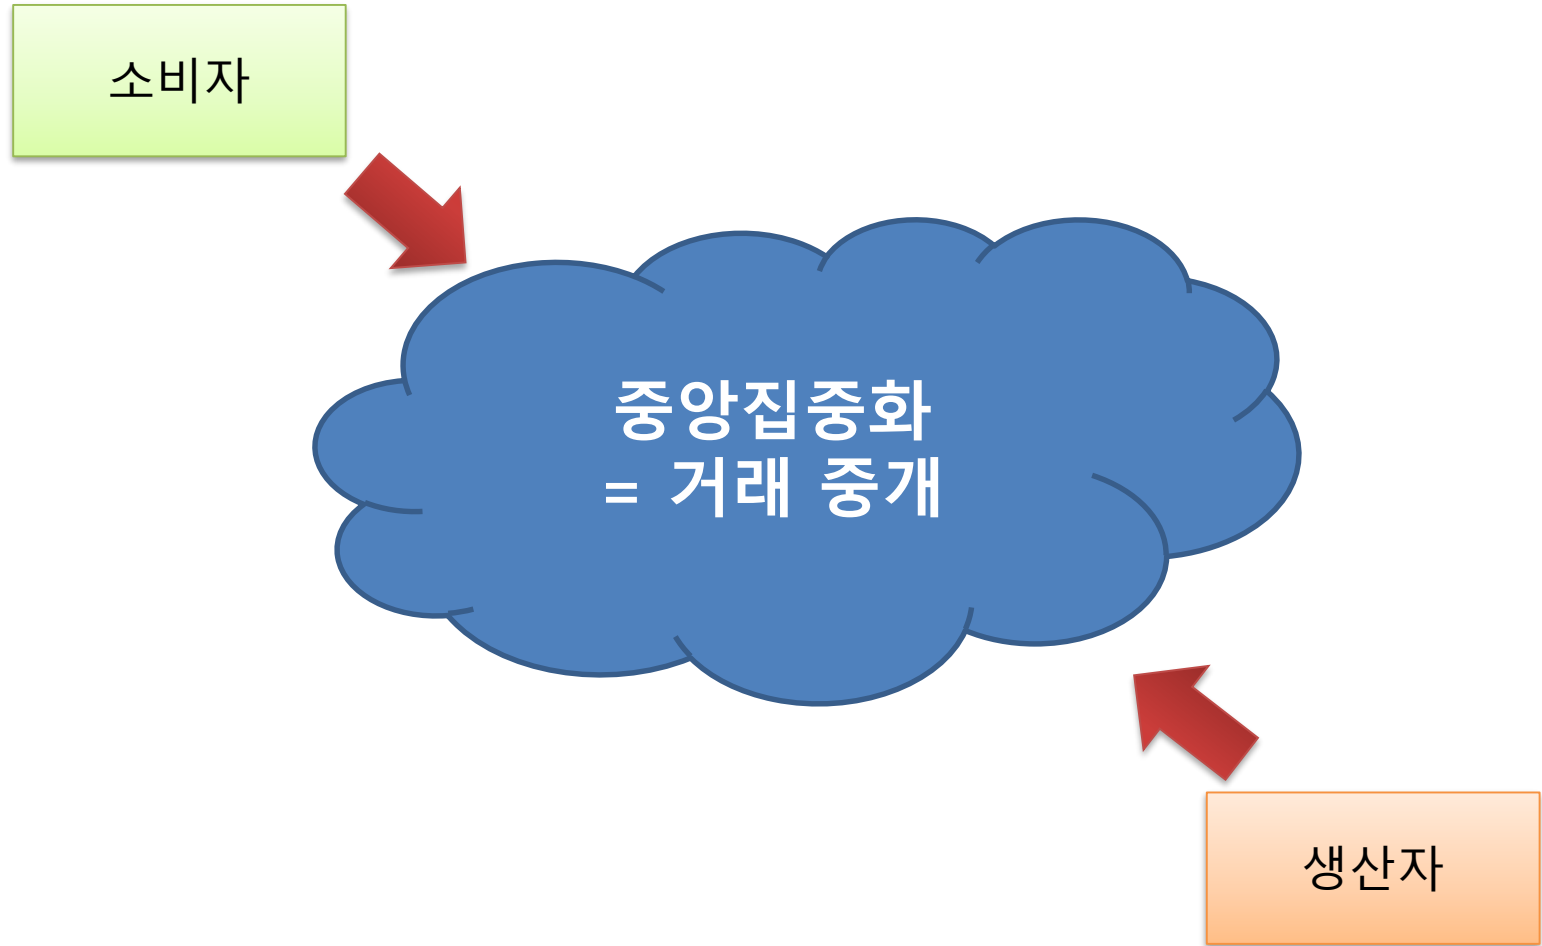 소비자
중앙집중화
= 거래 중개
생산자